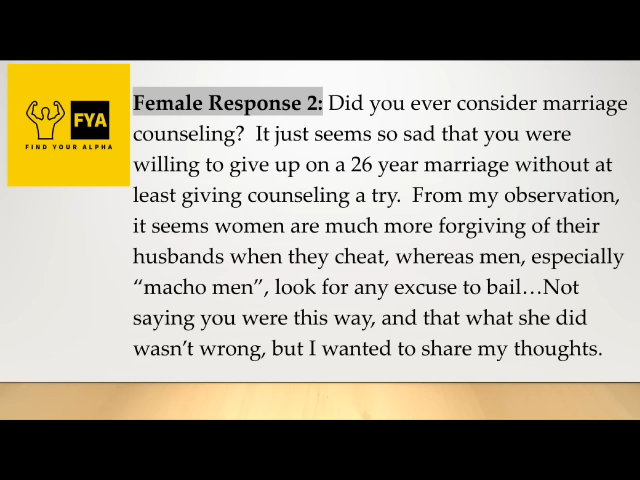 FYA
FIND YOUR ALPHA
Female Response 2: Did you ever consider marriage
counseling? It just seems so sad that you were
willing to give up on a 26 year marriage without at
least giving counseling a try. From my observation,
it seems women are much more forgiving of their
husbands when they cheat, whereas men, especially
“macho men”, look for any excuse to bail…Not
saying you were this way, and that what she did
wasn’t wrong, but I wanted to share my thoughts.